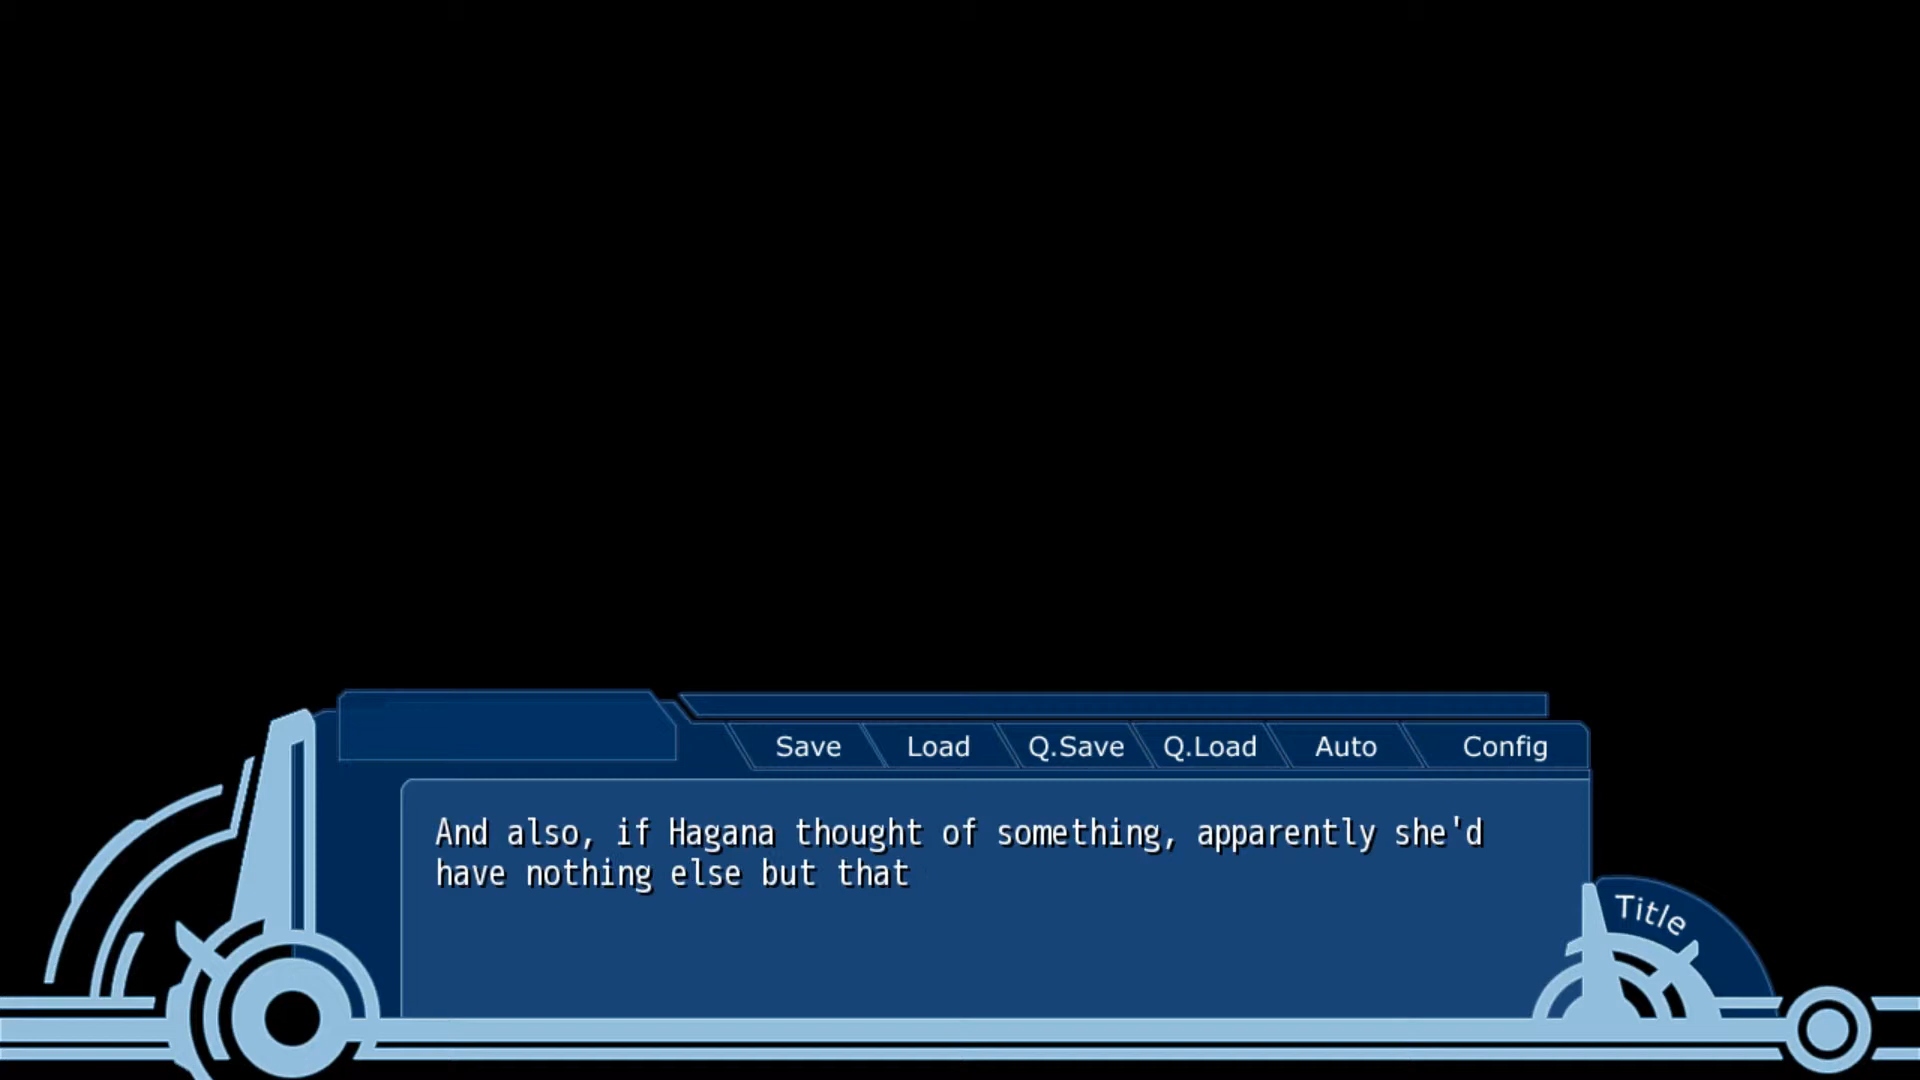 Save Load Q.Save Q.Load Auto Config
And also, if Hagana thought of something, apparently she'd
have nothing else but that
Title